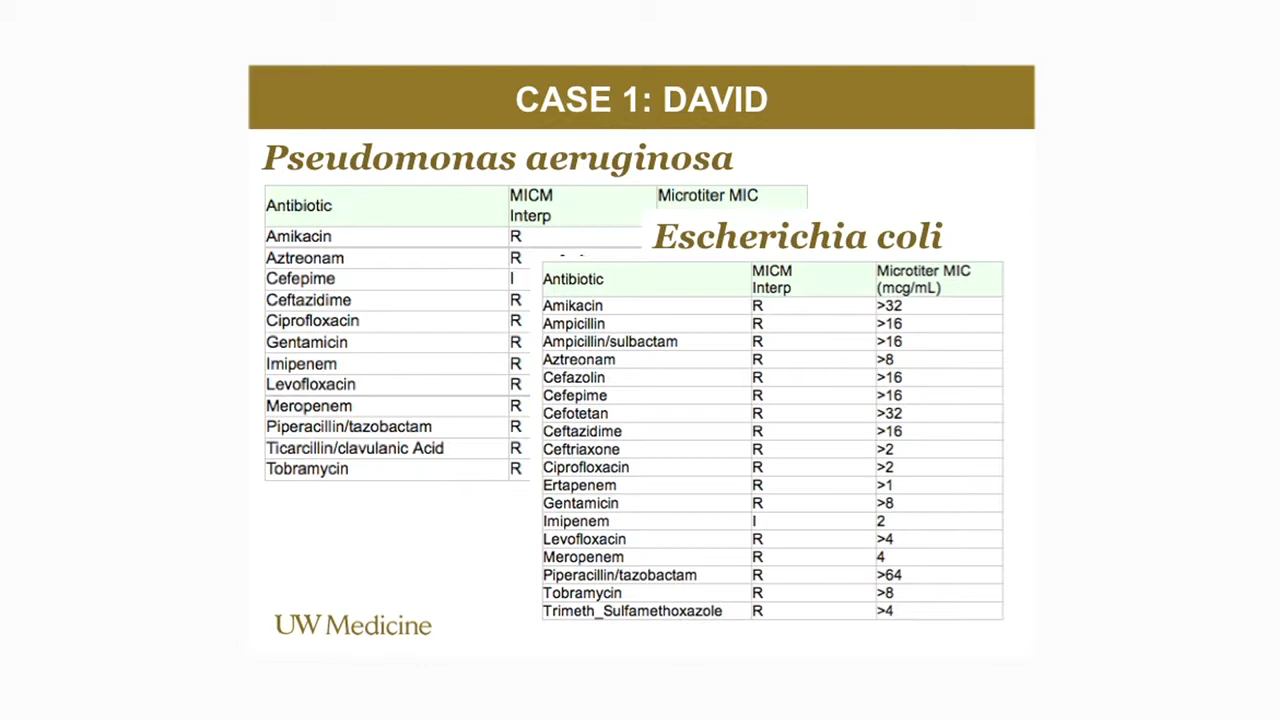 CASE 1: DAVID
Pseudomonas aeruginosa
Antibiotic MICM Interp Microtiter MIC
Amikacin R
Aztreonam R
Cefepime I
Ceftazidime R
Ciprofloxacin R
Gentamicin R
Imipenem R
Levofloxacin R
Meropenem R
Piperacillin/tazobactam R
Ticarcillin/clavulanic Acid R
Tobramycin R
Escherichia coli
Antibiotic MICM Interp Microtiter MIC (mcg/mL)
Amikacin R >32
Ampicillin R >16
Ampicillin/sulbactam R >16
Aztreonam R >8
Cefazolin R >16
Cefepime R >16
Cefotetan R >32
Ceftazidime R >16
Ceftriaxone R >2
Ciprofloxacin R >2
Ertapenem R >1
Gentamicin R >8
Imipenem I 2
Levofloxacin R >4
Meropenem R 4
Piperacillin/tazobactam R >64
Tobramycin R >8
Trimeth_Sulfamethoxazole R >4
UW Medicine